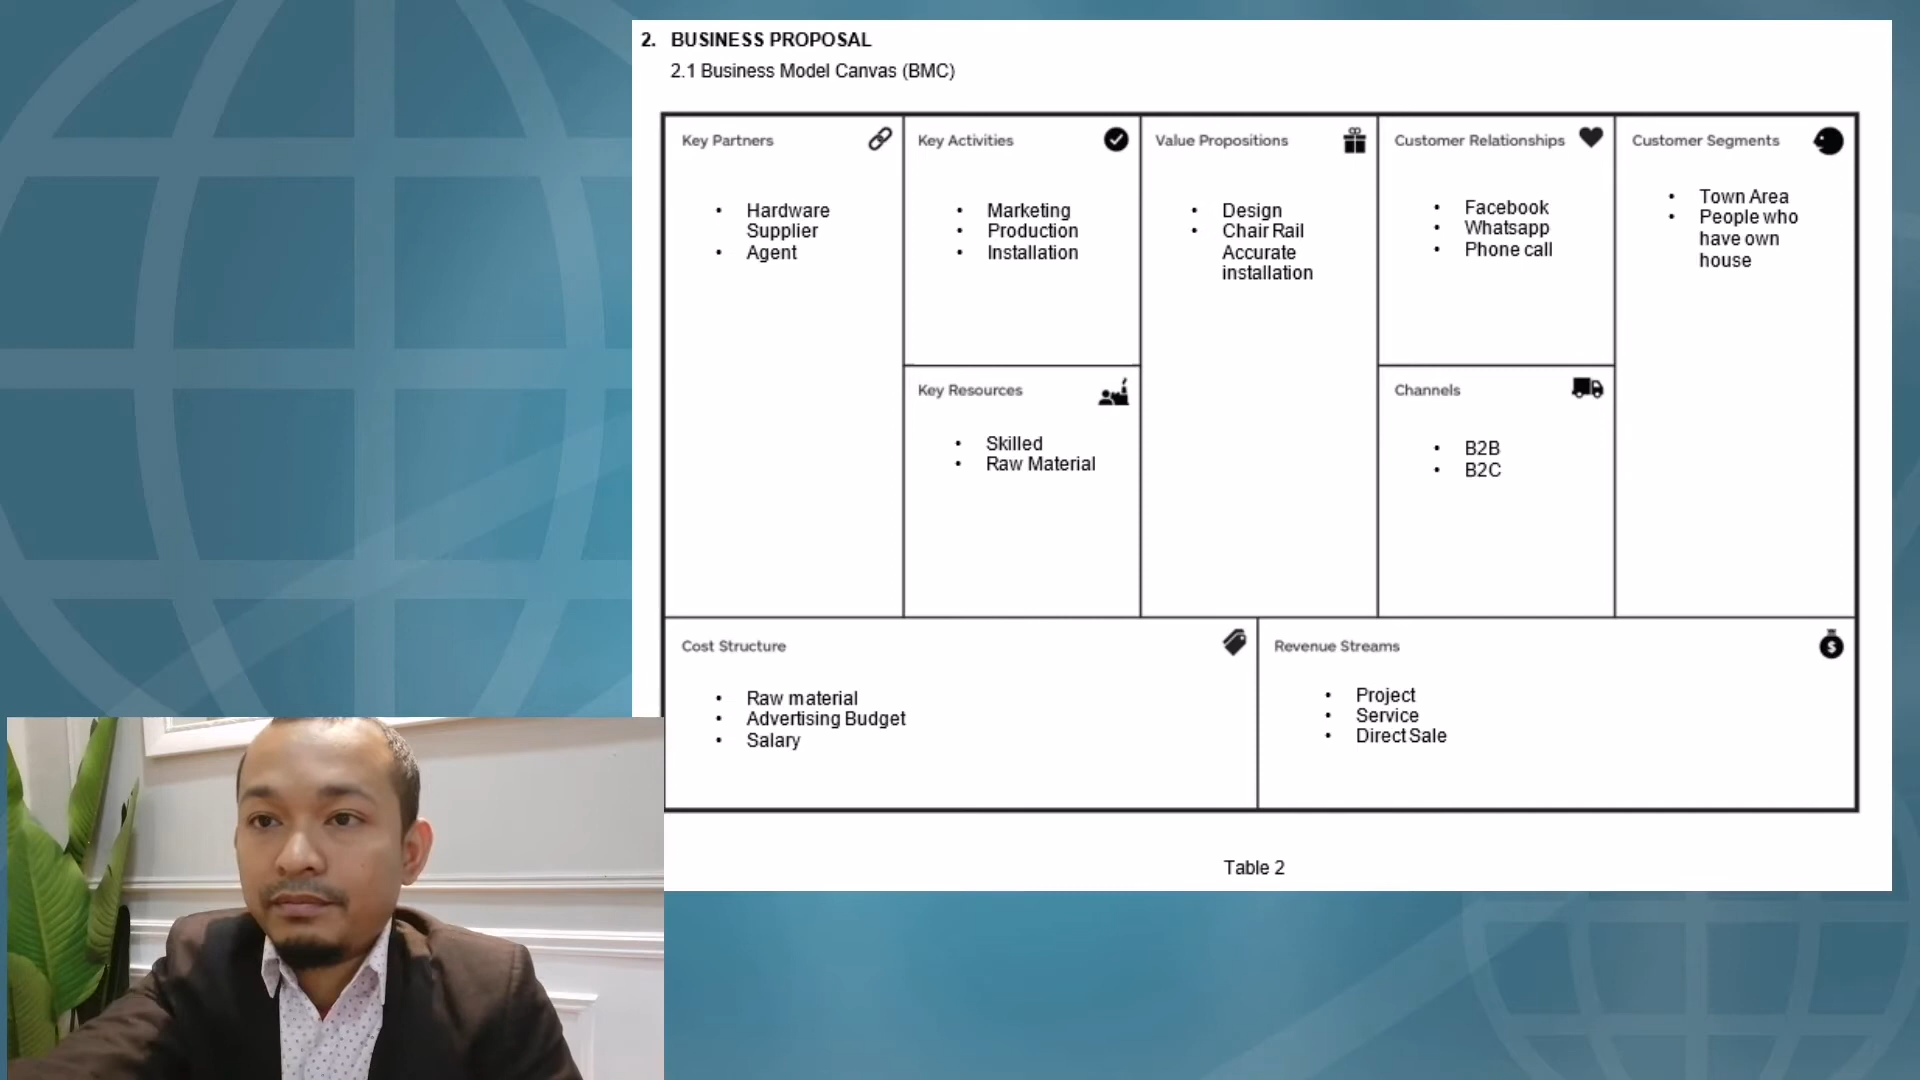 2. BUSINESS PROPOSAL
2.1 Business Model Canvas (BMC)
Key Partners
• Hardware
Supplier
• Agent
Key Activities
• Marketing
• Production
• Installation
Key Resources
• Skilled
• Raw Material
Value Propositions
• Design
• Chair Rail
Accurate
installation
Customer Relationships
• Facebook
• Whatsapp
• Phone call
Channels
• B2B
• B2C
Customer Segments
• Town Area
• People who
have own
house
Cost Structure
• Raw material
• Advertising Budget
• Salary
Revenue Streams
$
• Project
• Service
• Direct Sale
Table 2